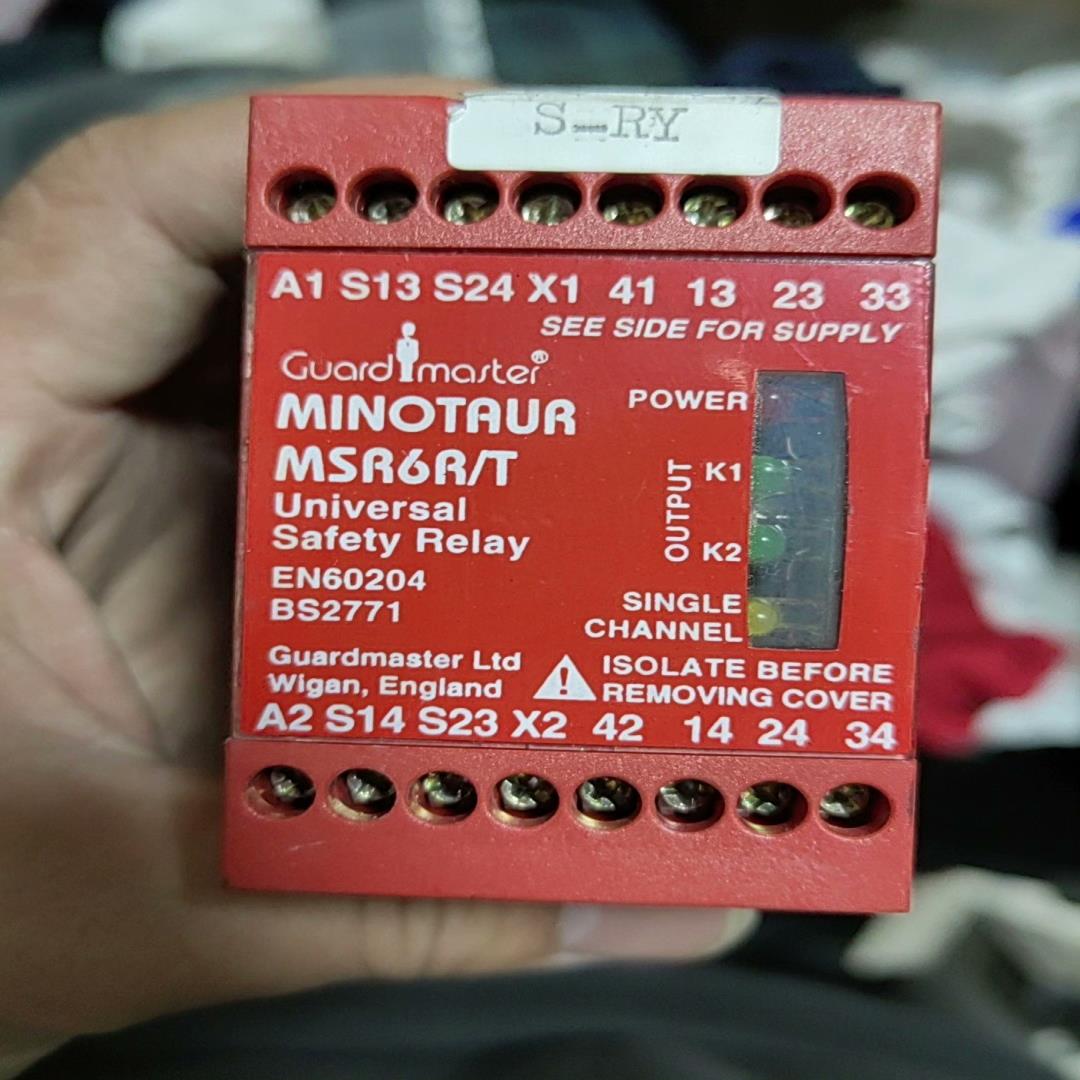 S-RY
A1 S13 S24 X1 41 13 23 33
SEE SIDE FOR SUPPLY
Guardmaster®
MINOTAUR
MSR6R/T
Universal
Safety Relay
EN60204
BS2771
POWER
OUTPUT
K1
K2
SINGLE
CHANNEL
Guardmaster Ltd
Wigan, England
ISOLATE BEFORE
REMOVING COVER
A2 S14 S23 X2 42 14 24 34